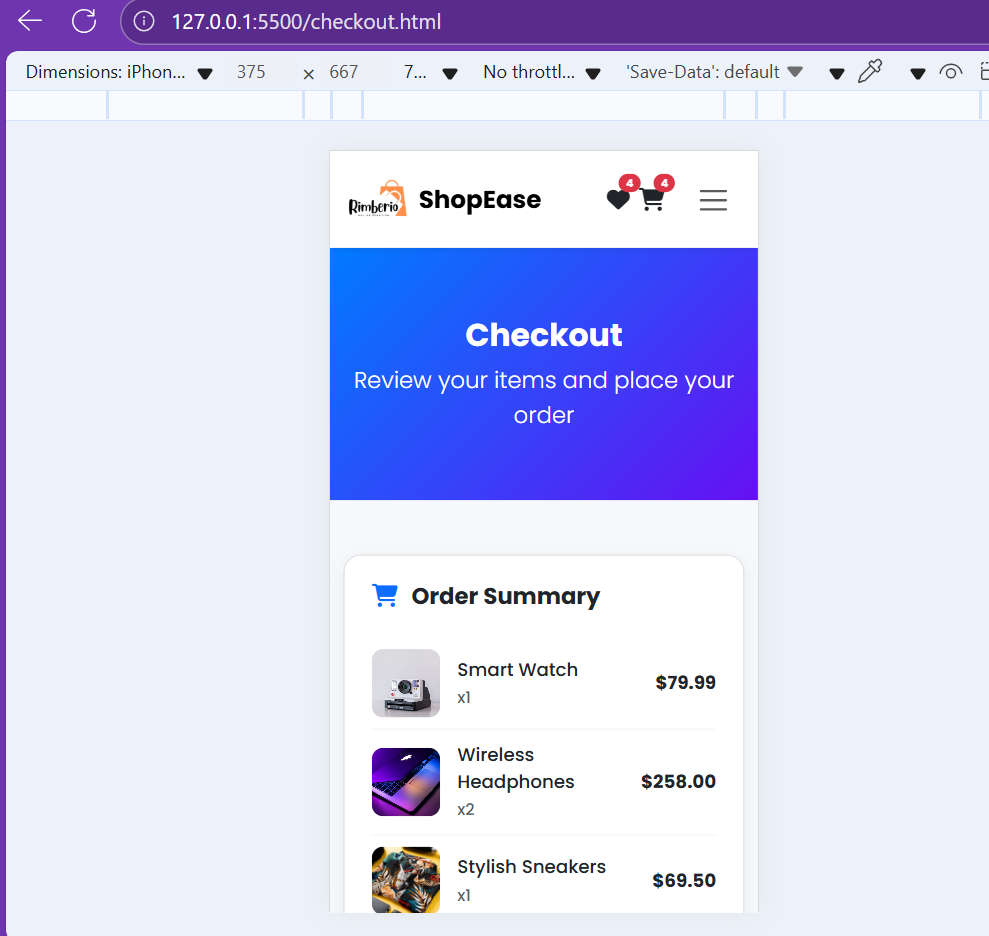 127.0.0.1:5500/checkout.html
Dimensions: iPhon... 375 × 667 7... No throttl... 'Save-Data': default
Rimberio ShopEase 4 4
Checkout
Review your items and place your
order
Order Summary
Smart Watch
x1
$79.99
Wireless
Headphones
x2
$258.00
Stylish Sneakers
x1
$69.50